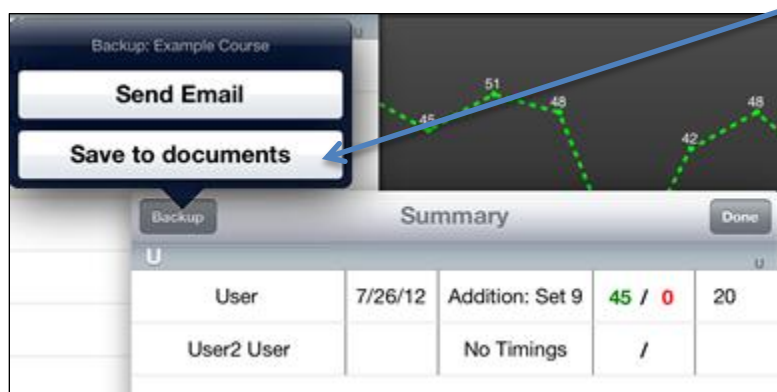 Backup: Example Course
Send Email
Save to documents
U
45
51
48
42
48
Backup
Summary
Done
U
U
User 7/26/12 Addition: Set 9 45 / 0 20
User2 User No Timings /